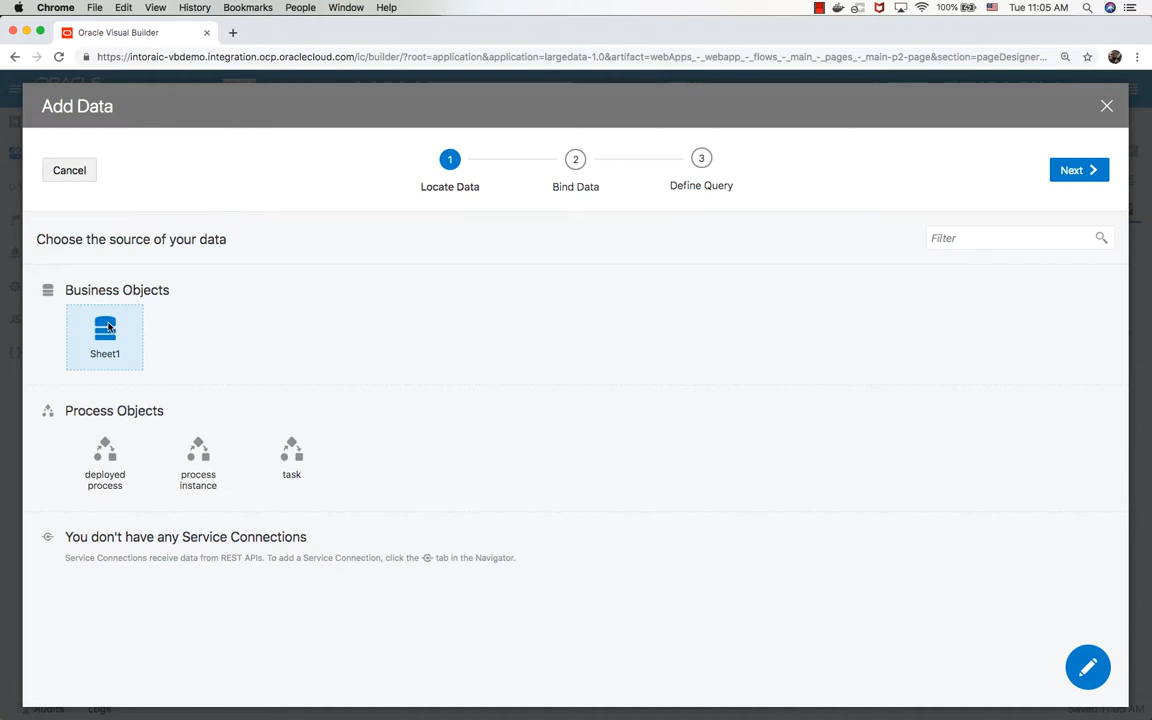 Chrome File Edit View History Bookmarks People Window Help 100% Tue 11:05 AM
Oracle Visual Builder
https://intoraic-vbdemo.integration.ocp.oraclecloud.com/ic/builder/?root=application&application=largedata-1.0&artifact=webApps_-_webapp_-_flows_-_main_-_pages_-_main-p2-page&section=pageDesigner...
Add Data
Cancel
1 2 3
Locate Data Bind Data Define Query
Next
Choose the source of your data
Filter
Business Objects
Sheet1
Process Objects
deployed process
process instance
task
You don't have any Service Connections
Service Connections receive data from REST APIs. To add a Service Connection, click the tab in the Navigator.
Audits Logs